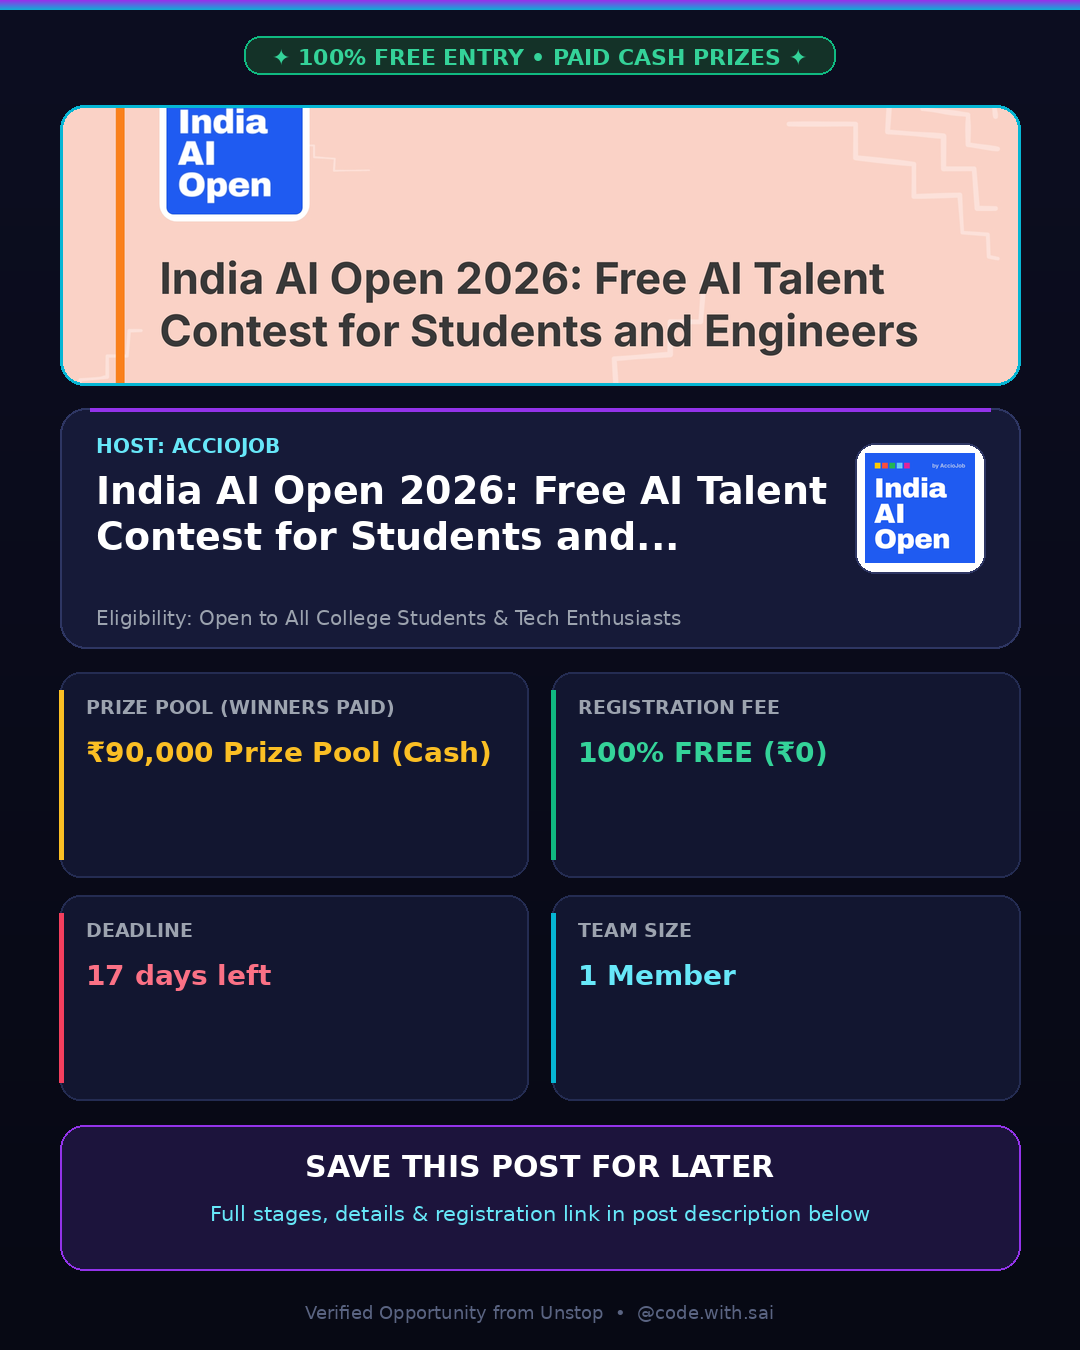 ✦ 100% FREE ENTRY • PAID CASH PRIZES ✦
India
AI
Open
India AI Open 2026: Free AI Talent
Contest for Students and Engineers
HOST: ACCIOJOB
India AI Open 2026: Free AI Talent
Contest for Students and...
by AccioJob
India
AI
Open
Eligibility: Open to All College Students & Tech Enthusiasts
PRIZE POOL (WINNERS PAID)
₹90,000 Prize Pool (Cash)
REGISTRATION FEE
100% FREE (₹0)
DEADLINE
17 days left
TEAM SIZE
1 Member
SAVE THIS POST FOR LATER
Full stages, details & registration link in post description below
Verified Opportunity from Unstop • @code.with.sai